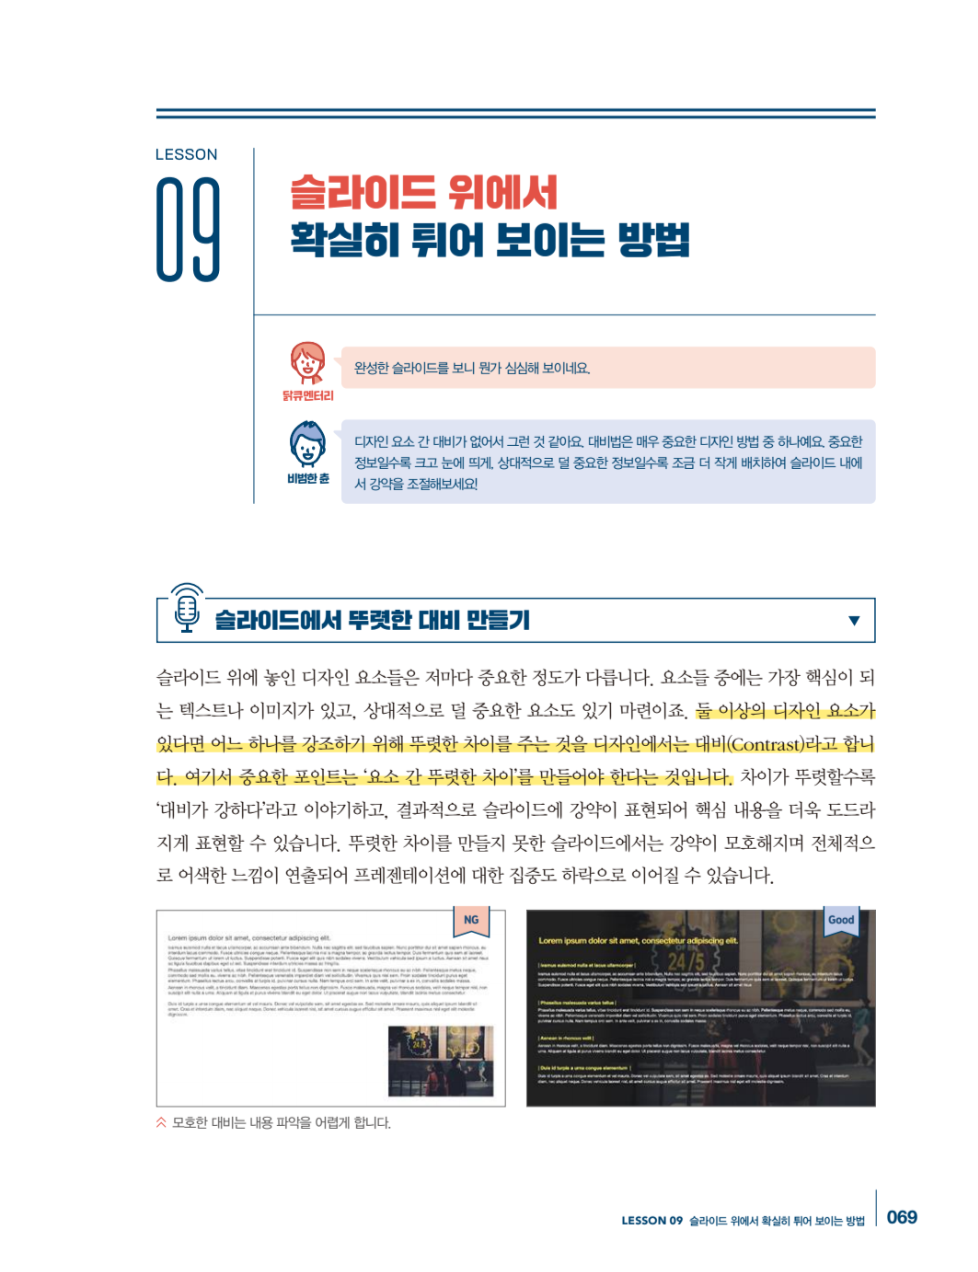 LESSON
09
슬라이드 위에서
확실히 튀어 보이는 방법
닭큐멘터리
완성한 슬라이드를 보니 뭔가 심심해 보이네요.
비범한 츈
디자인 요소 간 대비가 없어서 그런 것 같아요. 대비법은 매우 중요한 디자인 방법 중 하나예요. 중요한
정보일수록 크고 눈에 띄게, 상대적으로 덜 중요한 정보일수록 조금 더 작게 배치하여 슬라이드 내에
서 강약을 조절해보세요!
슬라이드에서 뚜렷한 대비 만들기
슬라이드 위에 놓인 디자인 요소들은 저마다 중요한 정도가 다릅니다. 요소들 중에는 가장 핵심이 되
는 텍스트나 이미지가 있고, 상대적으로 덜 중요한 요소도 있기 마련이죠. 둘 이상의 디자인 요소가
있다면 어느 하나를 강조하기 위해 뚜렷한 차이를 주는 것을 디자인에서는 대비(Contrast)라고 합니
다. 여기서 중요한 포인트는 ‘요소 간 뚜렷한 차이’를 만들어야 한다는 것입니다. 차이가 뚜렷할수록
‘대비가 강하다’라고 이야기하고, 결과적으로 슬라이드에 강약이 표현되어 핵심 내용을 더욱 도드라
지게 표현할 수 있습니다. 뚜렷한 차이를 만들지 못한 슬라이드에서는 강약이 모호해지며 전체적으
로 어색한 느낌이 연출되어 프레젠테이션에 대한 집중도 하락으로 이어질 수 있습니다.
NG
Lorem ipsum dolor sit amet, consectetur adipiscing elit.
Good
Lorem ipsum dolor sit amet, consectetur adipiscing elit.
24/5
모호한 대비는 내용 파악을 어렵게 합니다.
LESSON 09 슬라이드 위에서 확실히 튀어 보이는 방법
069